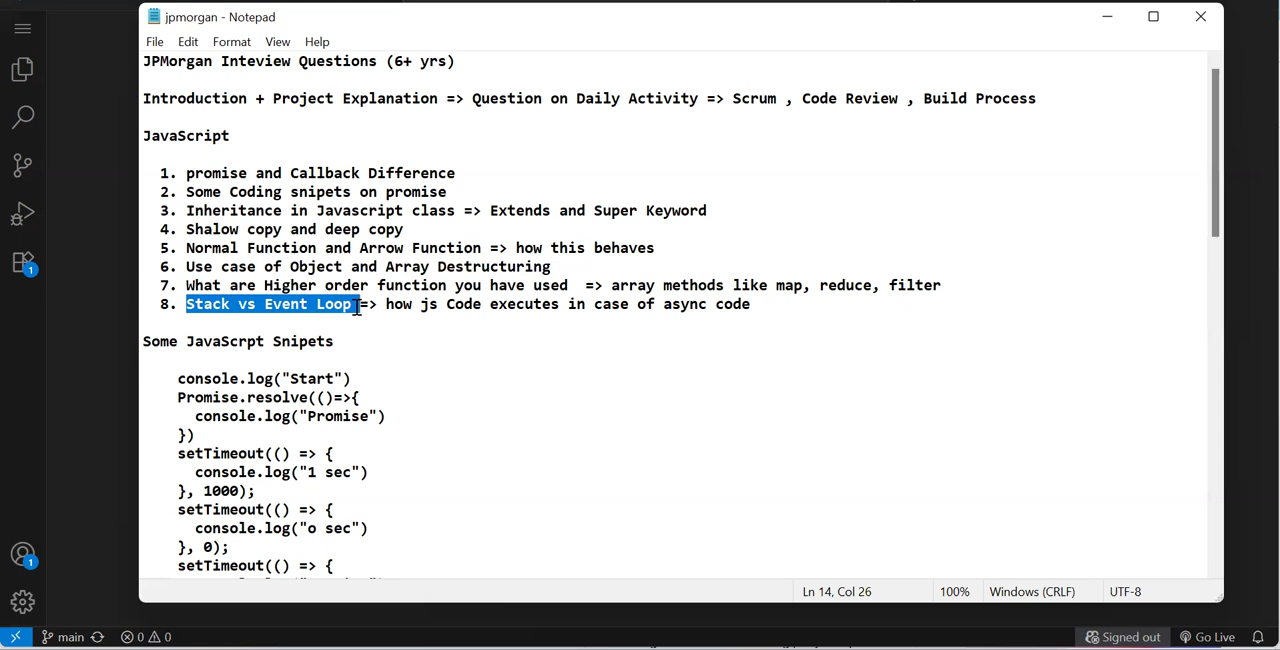 jpmorgan - Notepad
File Edit Format View Help
JPMorgan Inteview Questions (6+ yrs)
Introduction + Project Explanation => Question on Daily Activity => Scrum , Code Review , Build Process
JavaScript
1. promise and Callback Difference
2. Some Coding snipets on promise
3. Inheritance in Javascript class => Extends and Super Keyword
4. Shalow copy and deep copy
5. Normal Function and Arrow Function => how this behaves
6. Use case of Object and Array Destructuring
7. What are Higher order function you have used  => array methods like map, reduce, filter
8. Stack vs Event Loop => how js Code executes in case of async code
Some JavaScrpt Snipets
console.log("Start")
Promise.resolve(()=>{
console.log("Promise")
})
setTimeout(() => {
console.log("1 sec")
}, 1000);
setTimeout(() => {
console.log("o sec")
}, 0);
setTimeout(() => {
Ln 14, Col 26 100% Windows (CRLF) UTF-8
1
1
main 0 0 Signed out Go Live